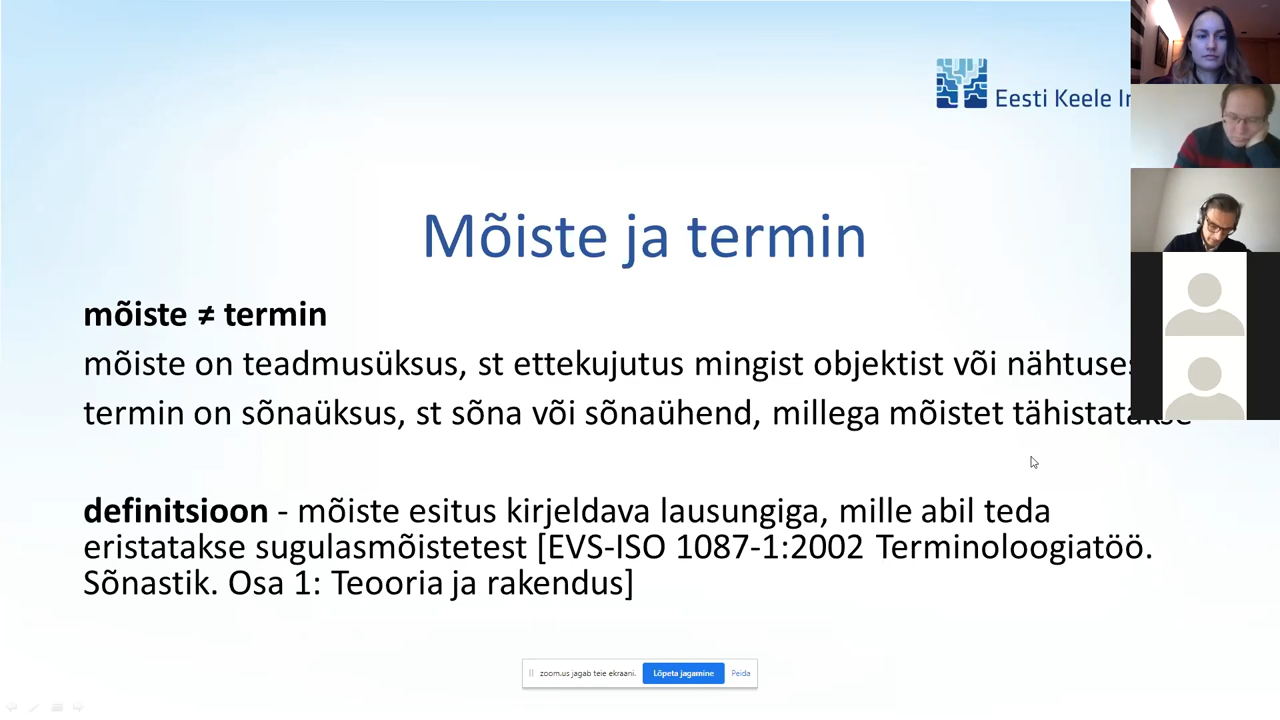 Eesti Keele
Mõiste ja termin
mõiste ≠ termin
mõiste on teadmusüksus, st ettekujutus mingist objektist või
termin on sõnaüksus, st sõna või sõnaühend, millega mõistet tähistatakse
definitsioon - mõiste esitus kirjeldava lausungiga, mille abil teda
eristatakse sugulasmõistetest [EVS-ISO 1087-1:2002 Terminoloogiatöö.
Sõnastik. Osa 1: Teooria ja rakendus]
zoom.us jagab teie ekraani. Lõpeta jagamine Peida